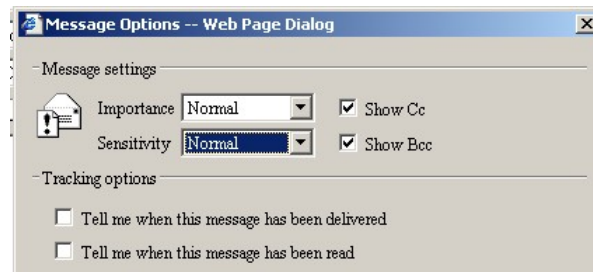 Message Options -- Web Page Dialog
Message settings
Importance Normal Show Cc
Sensitivity Normal Show Bcc
Tracking options
Tell me when this message has been delivered
Tell me when this message has been read